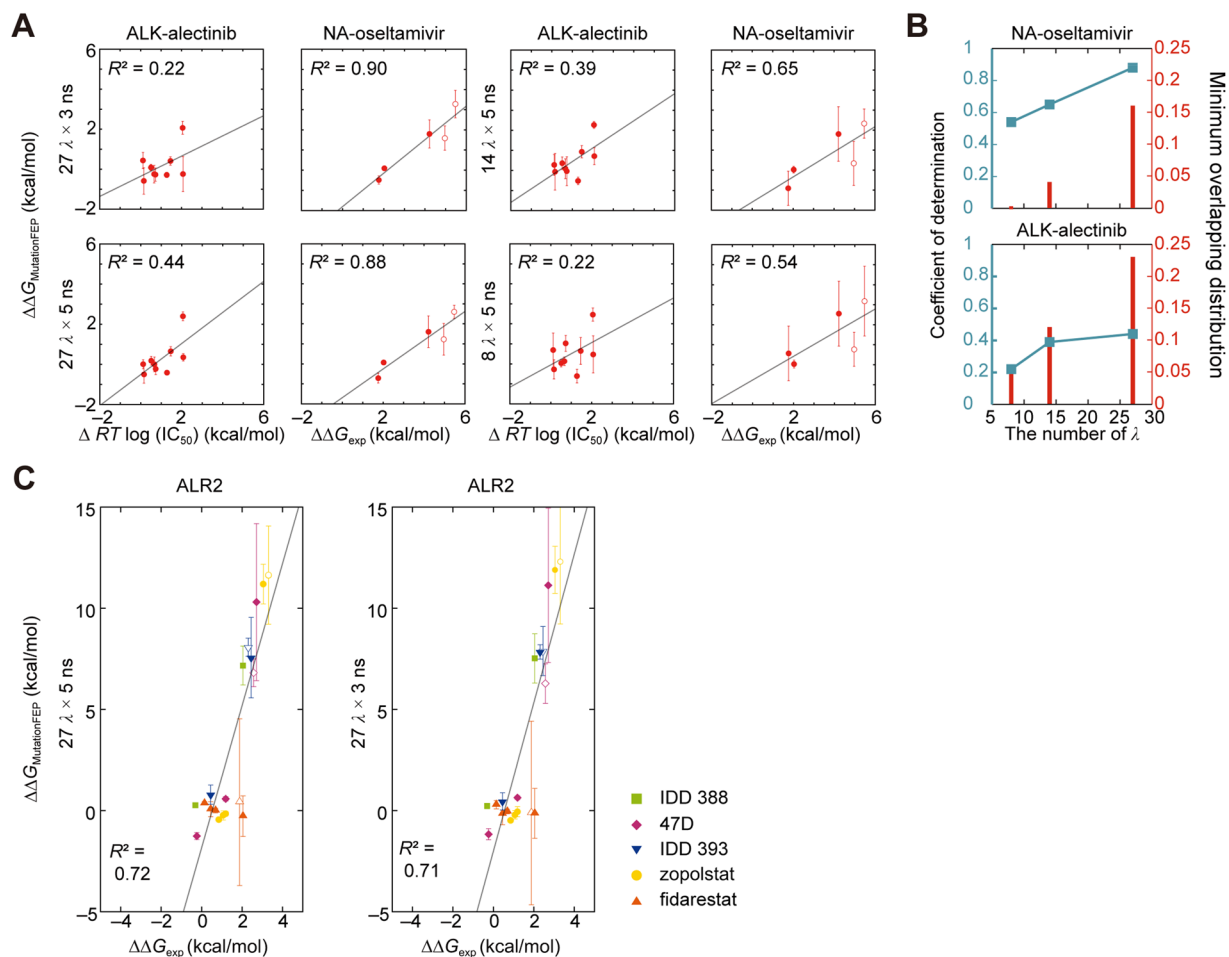 A
ALK-alectinib
NA-oseltamivir
ALK-alectinib
NA-oseltamivir
ΔΔG_MutationFEP (kcal/mol)
27 λ × 3 ns
6
2
–2
R² = 0.22
R² = 0.90
14 λ × 5 ns
R² = 0.39
R² = 0.65
27 λ × 5 ns
6
2
–2
R² = 0.44
R² = 0.88
8 λ × 5 ns
R² = 0.22
R² = 0.54
–2 0 2 4 6
–2 0 2 4 6
–2 0 2 4 6
–2 0 2 4 6
Δ RT log (IC₅₀) (kcal/mol)
ΔΔG_exp (kcal/mol)
Δ RT log (IC₅₀) (kcal/mol)
ΔΔG_exp (kcal/mol)
B
NA-oseltamivir
Coefficient of determination
1
0.8
0.6
0.4
0.2
0
0.25
0.2
0.15
0.1
0.05
0
Minimum overlapping distribution
ALK-alectinib
1
0.8
0.6
0.4
0.2
0
0.25
0.2
0.15
0.1
0.05
0
5 10 15 20 25 30
The number of λ
C
ALR2
ALR2
ΔΔG_MutationFEP (kcal/mol)
27 λ × 5 ns
15
10
5
0
–5
R² =
0.72
–4 –2 0 2 4
ΔΔG_exp (kcal/mol)
27 λ × 3 ns
15
10
5
0
–5
R² =
0.71
–4 –2 0 2 4
ΔΔG_exp (kcal/mol)
IDD 388
47D
IDD 393
zopolstat
fidarestat